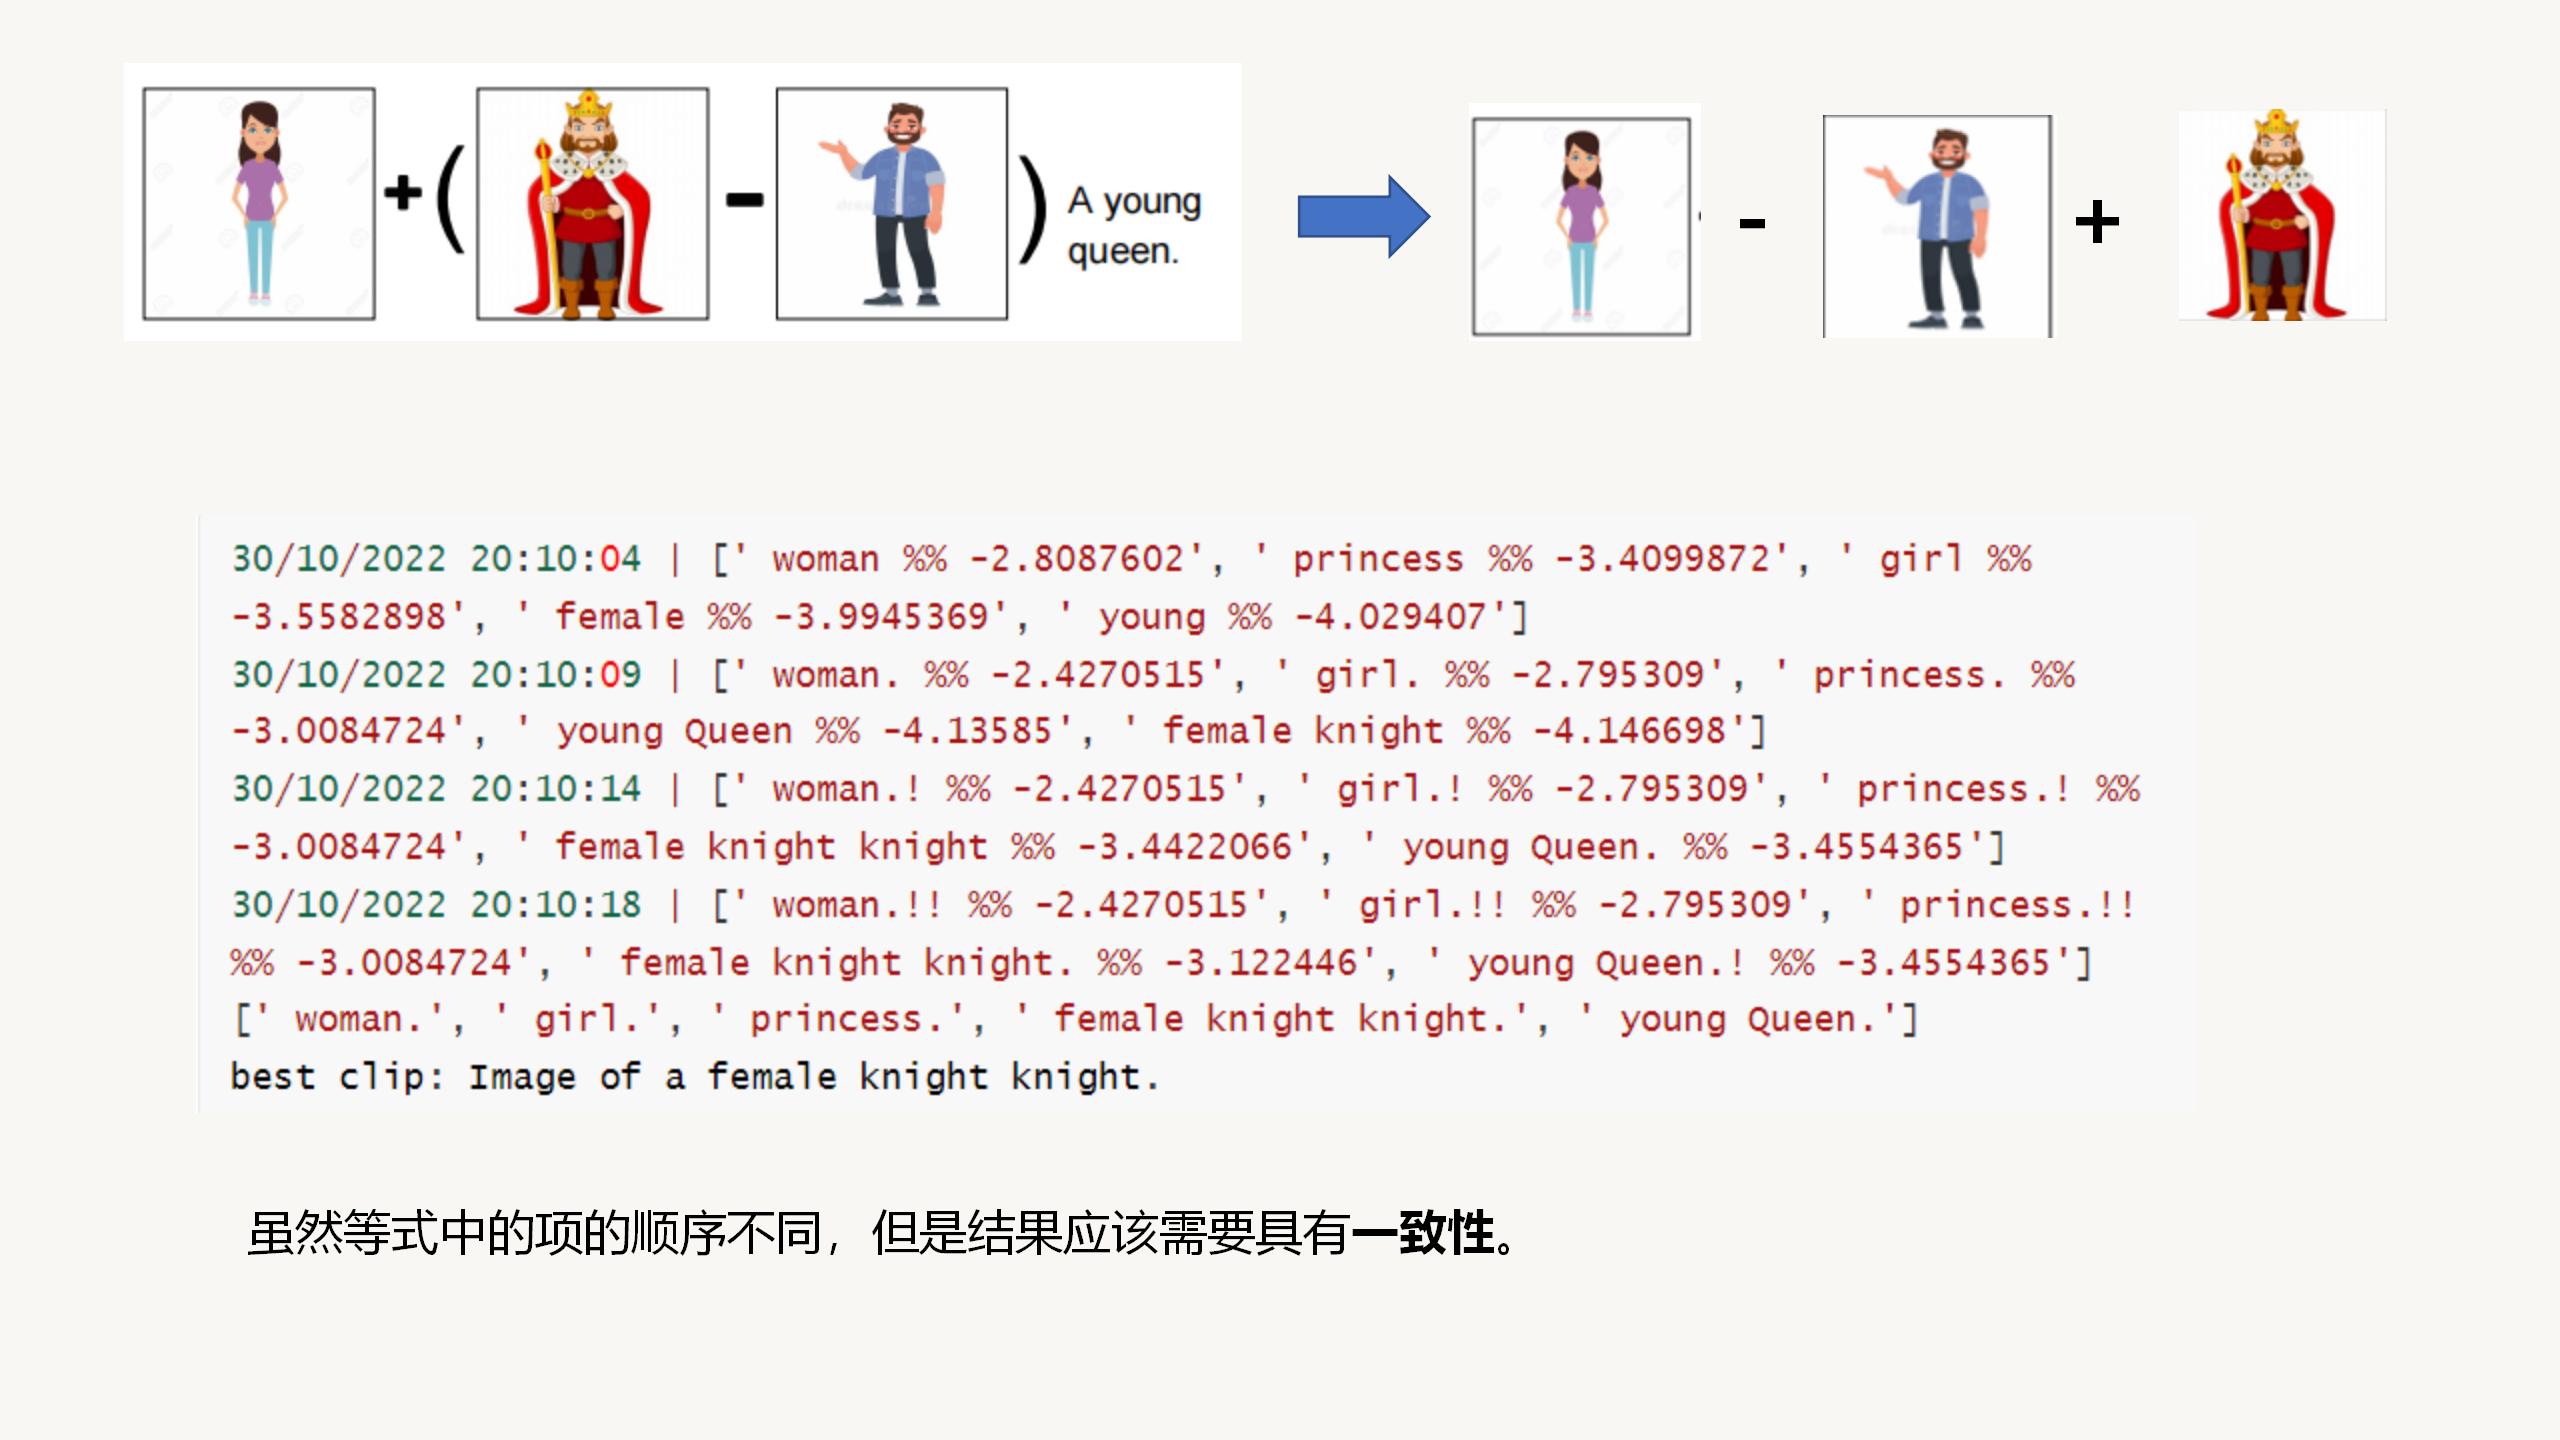 + ( - ) A young
queen.
- +
30/10/2022 20:10:04 | [' woman %% -2.8087602', ' princess %% -3.4099872', ' girl %%
-3.5582898', ' female %% -3.9945369', ' young %% -4.029407']
30/10/2022 20:10:09 | [' woman. %% -2.4270515', ' girl. %% -2.795309', ' princess. %%
-3.0084724', ' young Queen %% -4.13585', ' female knight %% -4.146698']
30/10/2022 20:10:14 | [' woman.! %% -2.4270515', ' girl.! %% -2.795309', ' princess.! %%
-3.0084724', ' female knight knight %% -3.4422066', ' young Queen. %% -3.4554365']
30/10/2022 20:10:18 | [' woman.!! %% -2.4270515', ' girl.!! %% -2.795309', ' princess.!!
%% -3.0084724', ' female knight knight. %% -3.122446', ' young Queen.! %% -3.4554365']
[' woman.', ' girl.', ' princess.', ' female knight knight.', ' young Queen.']
best clip: Image of a female knight knight.
虽然等式中的项的顺序不同，但是结果应该需要具有一致性。